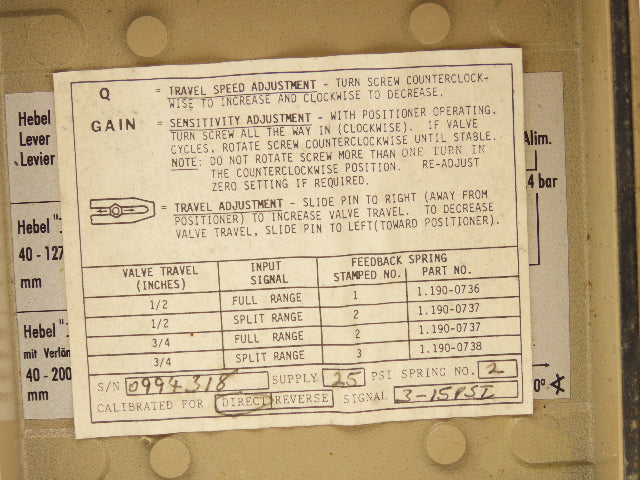 Q = TRAVEL SPEED ADJUSTMENT - TURN SCREW COUNTERCLOCK-
WISE TO INCREASE AND CLOCKWISE TO DECREASE.
GAIN = SENSITIVITY ADJUSTMENT - WITH POSITIONER OPERATING,
TURN SCREW ALL THE WAY IN (CLOCKWISE). IF VALVE
CYCLES, ROTATE SCREW COUNTERCLOCKWISE UNTIL STABLE.
NOTE: DO NOT ROTATE SCREW MORE THAN ONE TURN IN
THE COUNTERCLOCKWISE POSITION. RE-ADJUST
ZERO SETTING IF REQUIRED.
= TRAVEL ADJUSTMENT - SLIDE PIN TO RIGHT (AWAY FROM
POSITIONER) TO INCREASE VALVE TRAVEL. TO DECREASE
VALVE TRAVEL, SLIDE PIN TO LEFT(TOWARD POSITIONER).
VALVE TRAVEL (INCHES) INPUT SIGNAL FEEDBACK SPRING
STAMPED NO. PART NO.
1/2 FULL RANGE 1 1.190-0736
1/2 SPLIT RANGE 2 1.190-0737
3/4 FULL RANGE 2 1.190-0737
3/4 SPLIT RANGE 3 1.190-0738
S/N 0994318 SUPPLY 25 PSI SPRING NO. 2
CALIBRATED FOR DIRECT REVERSE SIGNAL 3-15PSI
Hebel
Lever
Levier
Hebel "
40-127
mm
Hebel "
mit Verlän
40-200
mm
Alim.
4 bar
0°